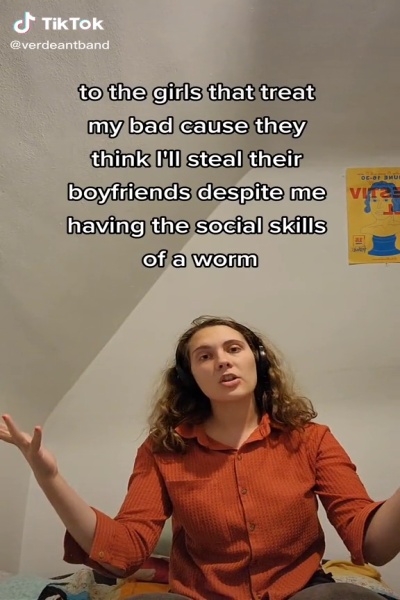 TikTok
@verdeantband
to the girls that treat
my bad cause they
think I'll steal their
boyfriends despite me
having the social skills
of a worm